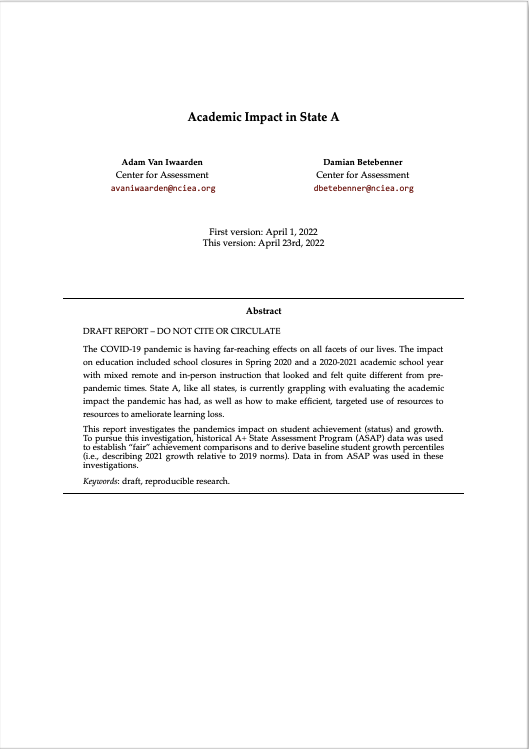 Academic Impact in State A
Adam Van Iwaarden
Center for Assessment
avaniwaarden@nciea.org
Damian Betebenner
Center for Assessment
dbetebenner@nciea.org
First version: April 1, 2022
This version: April 23rd, 2022
Abstract
DRAFT REPORT – DO NOT CITE OR CIRCULATE
The COVID-19 pandemic is having far-reaching effects on all facets of our lives. The impact
on education included school closures in Spring 2020 and a 2020-2021 academic school year
with mixed remote and in-person instruction that looked and felt quite different from pre-
pandemic times. State A, like all states, is currently grappling with evaluating the academic
impact the pandemic has had, as well as how to make efficient, targeted use of resources to
resources to ameliorate learning loss.
This report investigates the pandemics impact on student achievement (status) and growth.
To pursue this investigation, historical A+ State Assessment Program (ASAP) data was used
to establish “fair” achievement comparisons and to derive baseline student growth percentiles
(i.e., describing 2021 growth relative to 2019 norms). Data in from ASAP was used in these
investigations.
Keywords: draft, reproducible research.